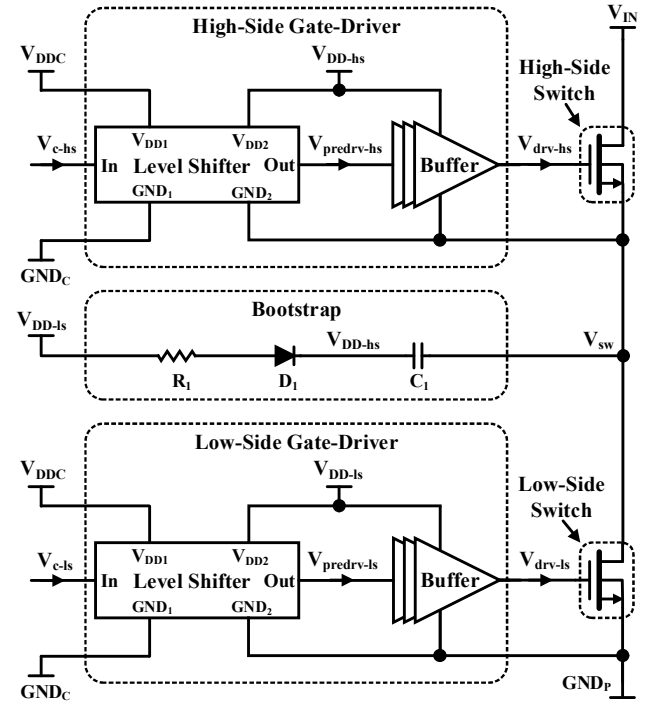 High-Side Gate-Driver
V_IN
V_DDC
V_DD-hs
High-Side
Switch
V_c-hs
V_DD1
V_DD2
V_predrv-hs
V_drv-hs
In
Level Shifter
Out
Buffer
GND_1
GND_2
GND_C
V_DD-ls
Bootstrap
V_DD-hs
V_sw
R_1
D_1
C_1
Low-Side Gate-Driver
V_DDC
V_DD-ls
Low-Side
Switch
V_c-ls
V_DD1
V_DD2
V_predrv-ls
V_drv-ls
In
Level Shifter
Out
Buffer
GND_1
GND_2
GND_C
GND_P